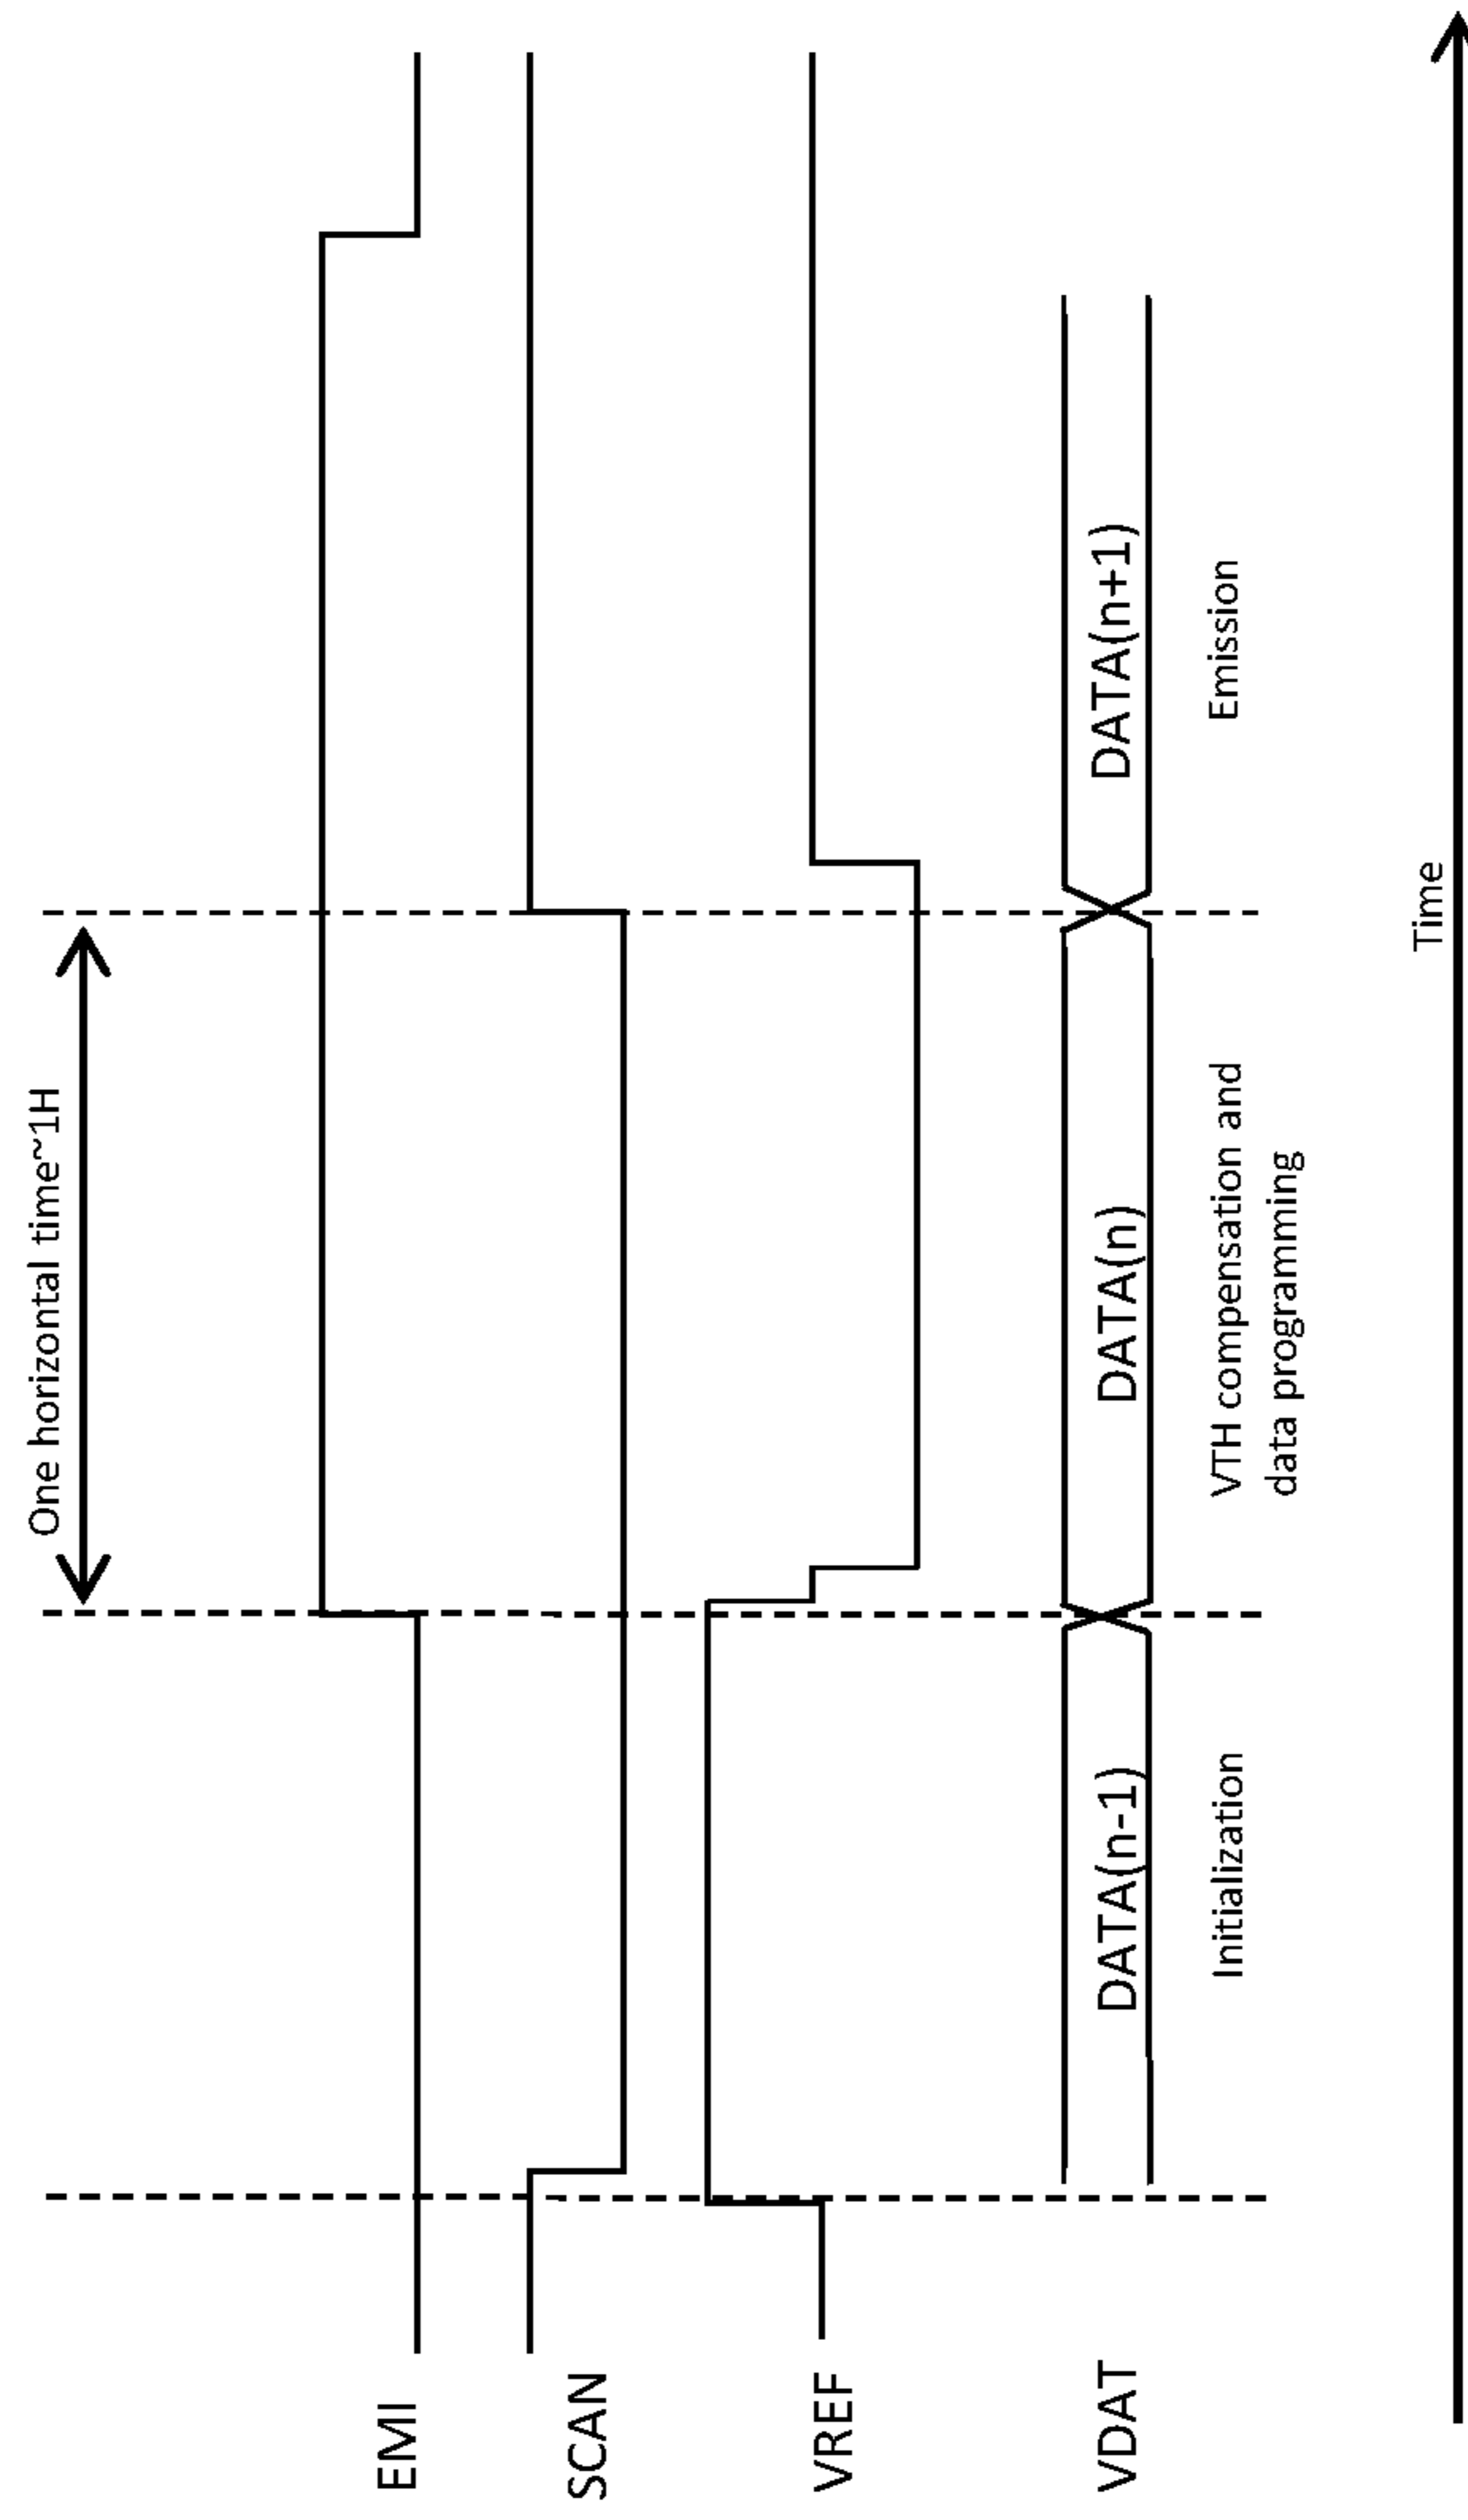 One horizontal time~1H
EMI
SCAN
VREF
VDAT
DATA(n-1)
DATA(n)
DATA(n+1)
Initialization
VTH compensation and
data programming
Emission
Time